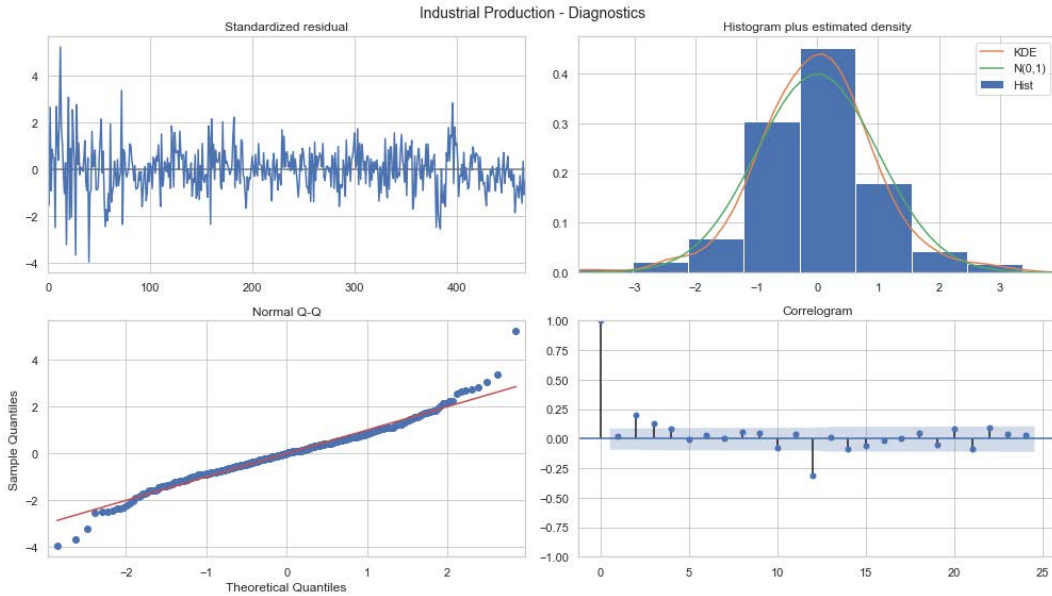 Industrial Production - Diagnostics
Standardized residual
4
2
0
−2
−4
0 100 200 300 400
Histogram plus estimated density
KDE
N(0,1)
Hist
0.4
0.3
0.2
0.1
0.0
−3 −2 −1 0 1 2 3
Normal Q-Q
Sample Quantiles
4
2
0
−2
−4
−2 −1 0 1 2
Theoretical Quantiles
Correlogram
1.00
0.75
0.50
0.25
0.00
−0.25
−0.50
−0.75
−1.00
0 5 10 15 20 25